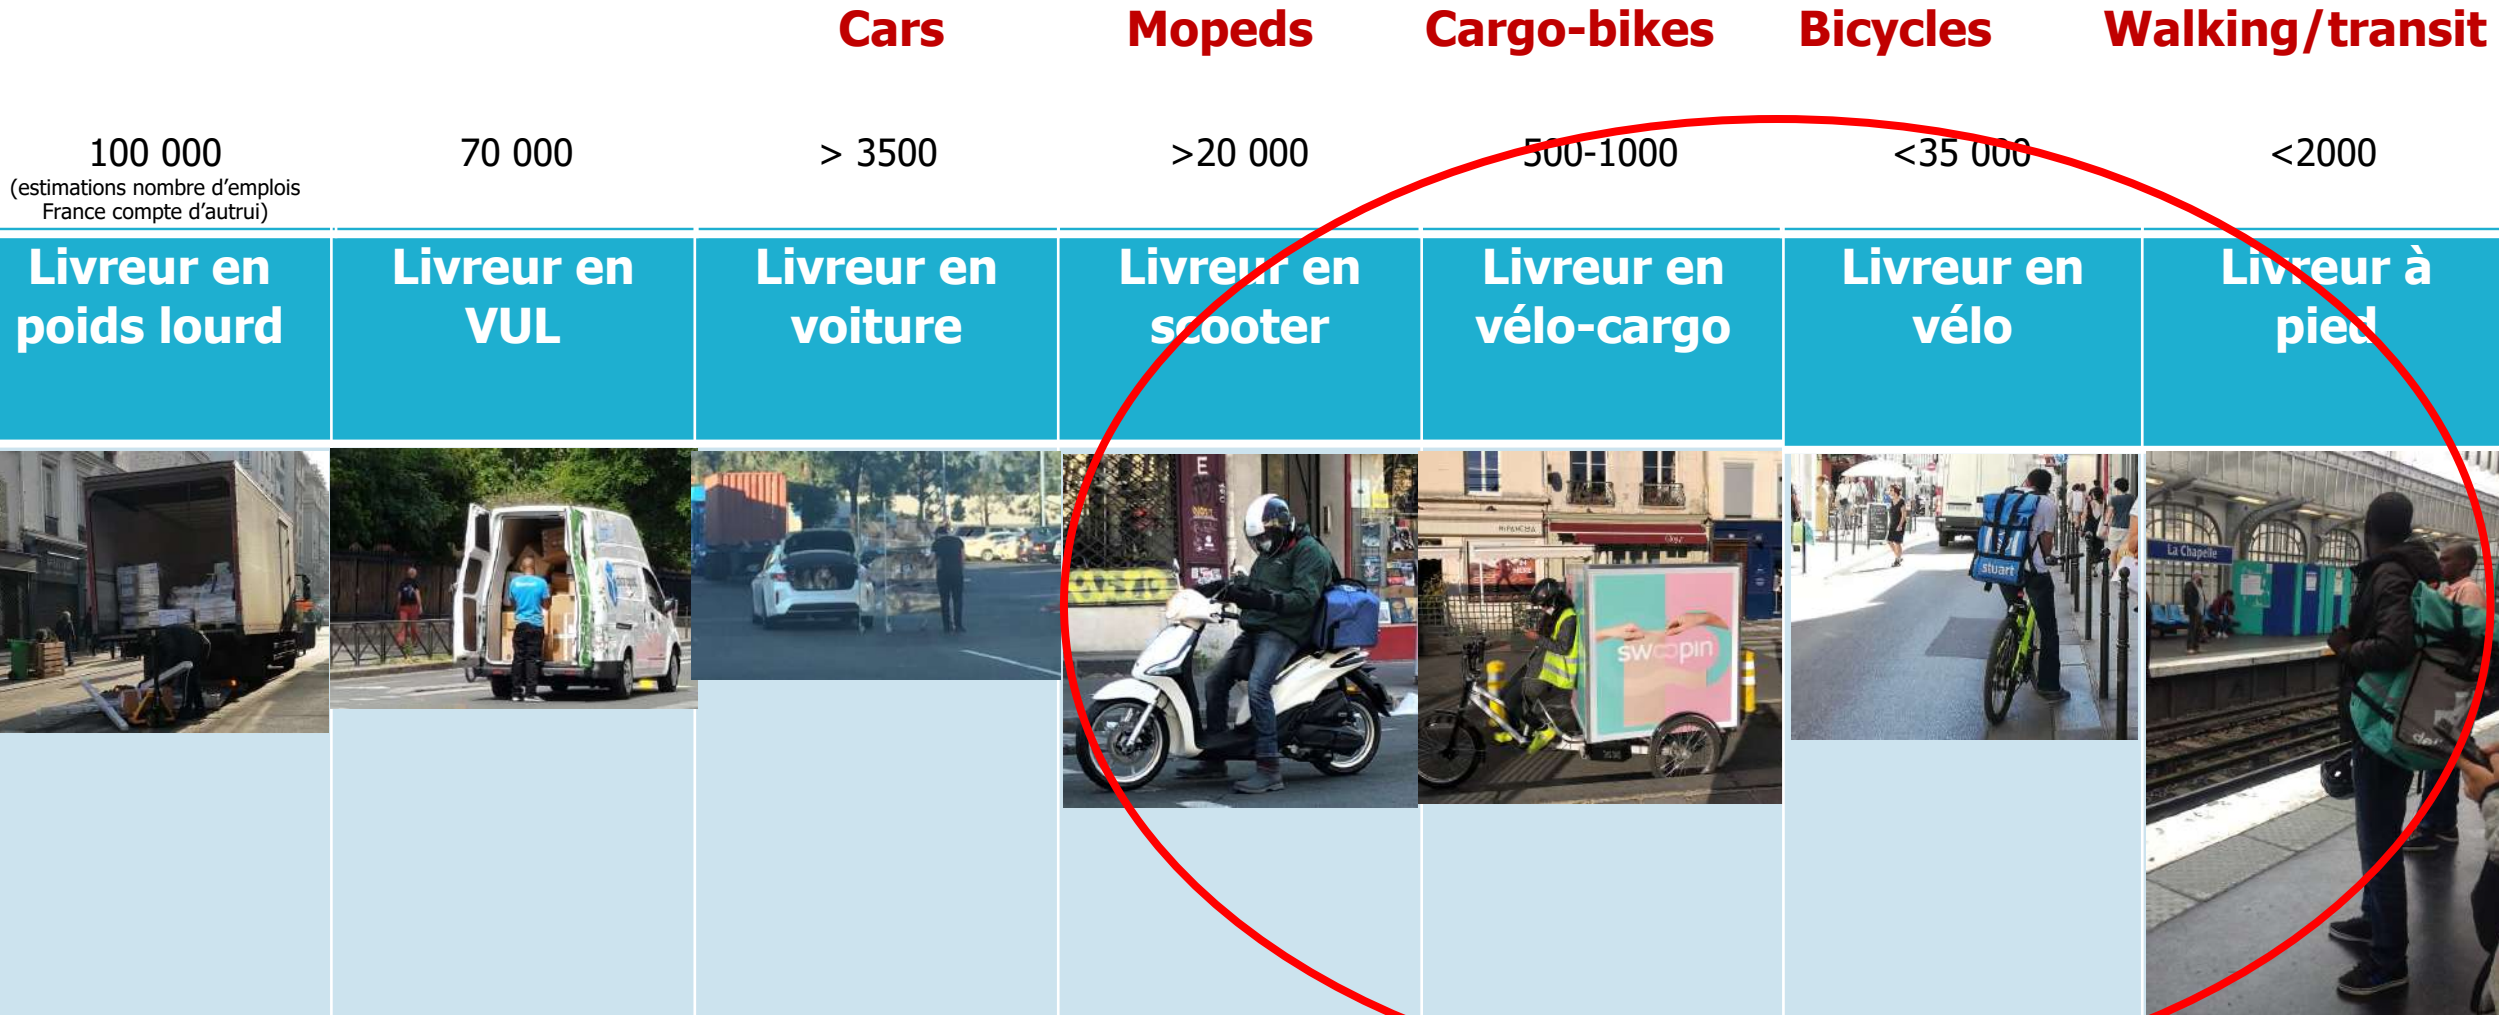 Cars Mopeds Cargo-bikes Bicycles Walking/transit
100 000 70 000 > 3500 >20 000 500-1000 <35 000 <2000
(estimations nombre d'emplois
France compte d'autrui)
Livreur en
poids lourd
Livreur en
VUL
Livreur en
voiture
Livreur en
scooter
Livreur en
vélo-cargo
Livreur en
vélo
Livreur à
pied
swoopin
stuart
La Chapelle